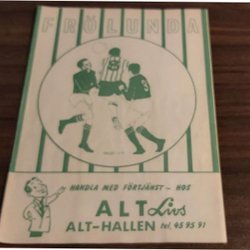 FRÖLUNDA
HANDLA MED FÖRTJÄNST – HOS
ALT Livs
ALT-HALLEN tel. 45 95 91